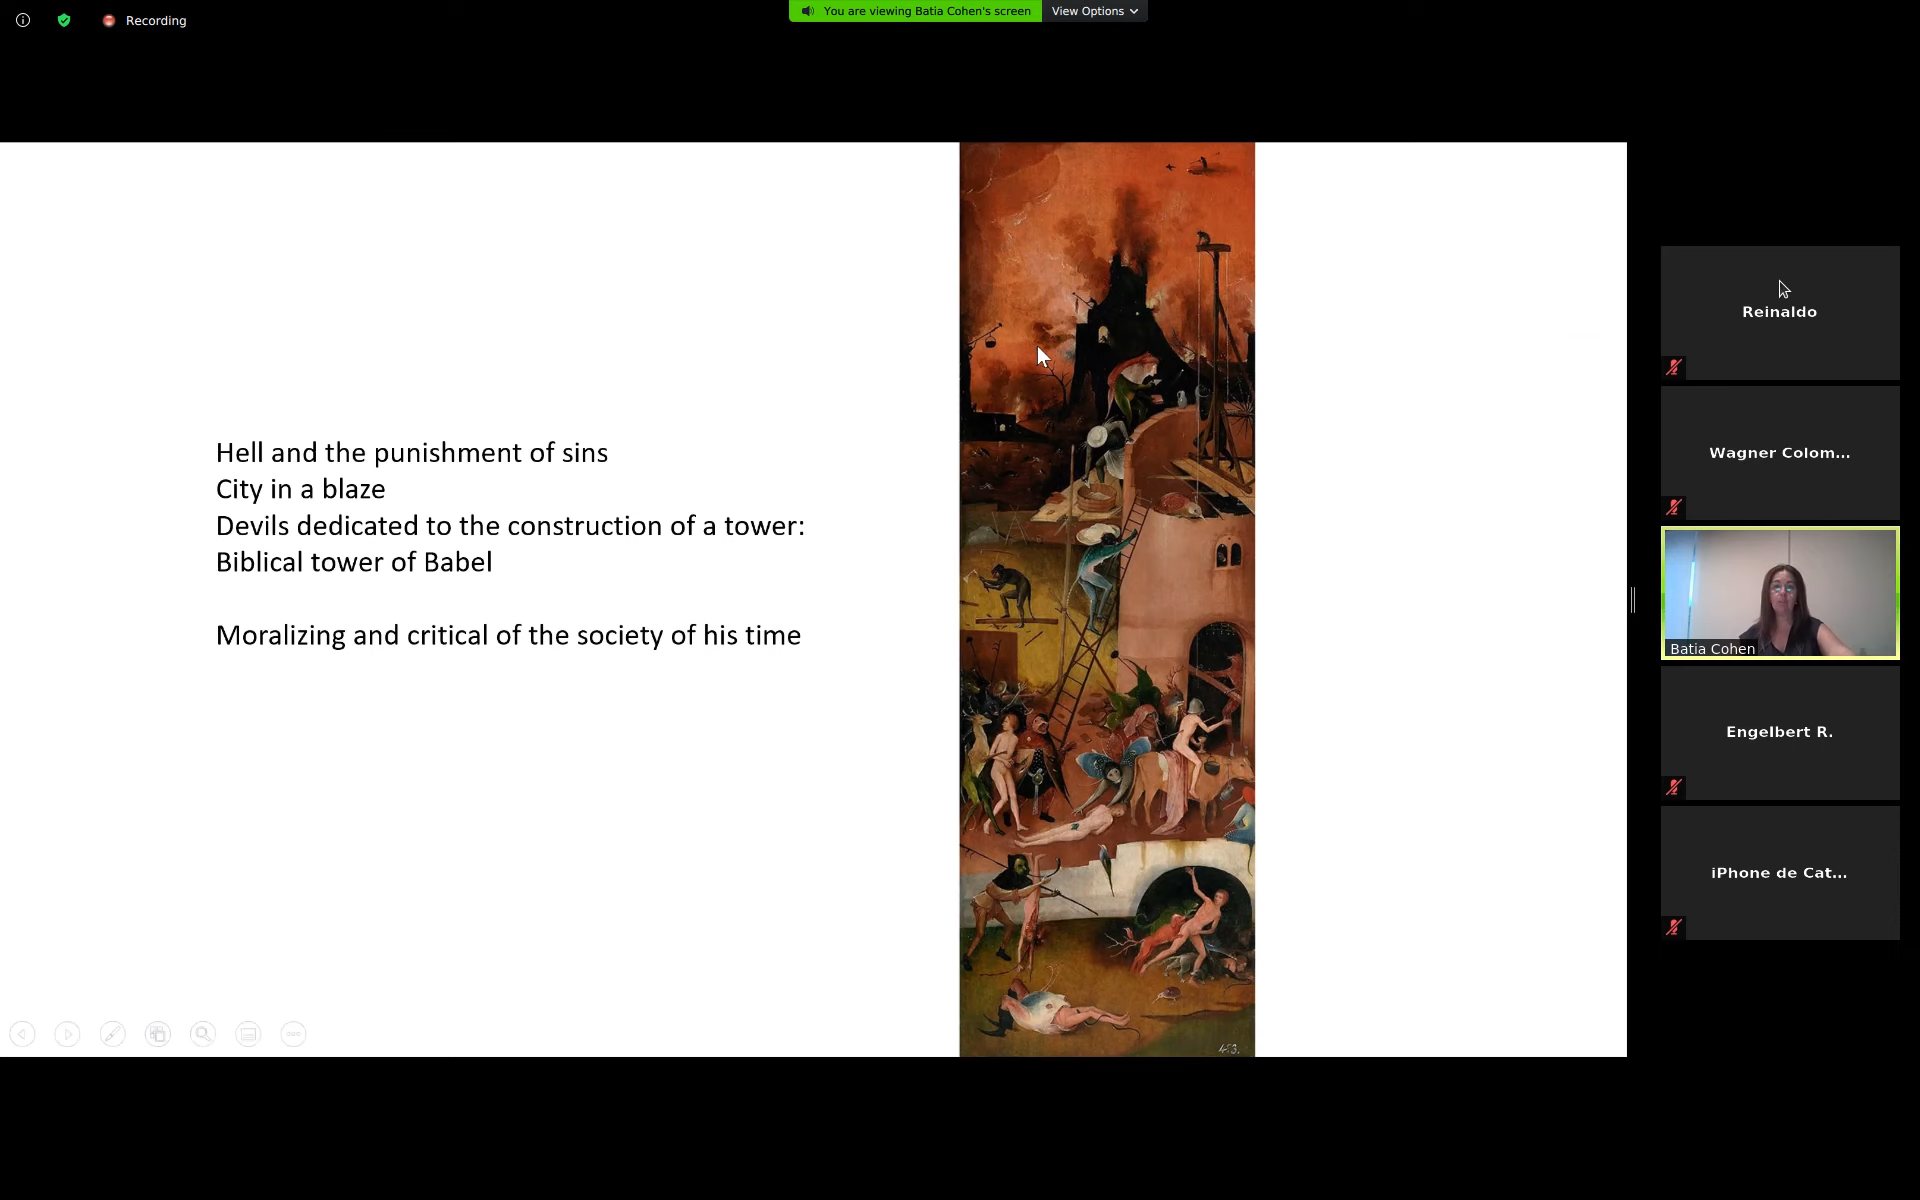 Recording
You are viewing Batia Cohen's screen
View Options
Hell and the punishment of sins
City in a blaze
Devils dedicated to the construction of a tower:
Biblical tower of Babel
Moralizing and critical of the society of his time
413.
Reinaldo
Wagner Colom...
Batia Cohen
Engelbert R.
iPhone de Cat...